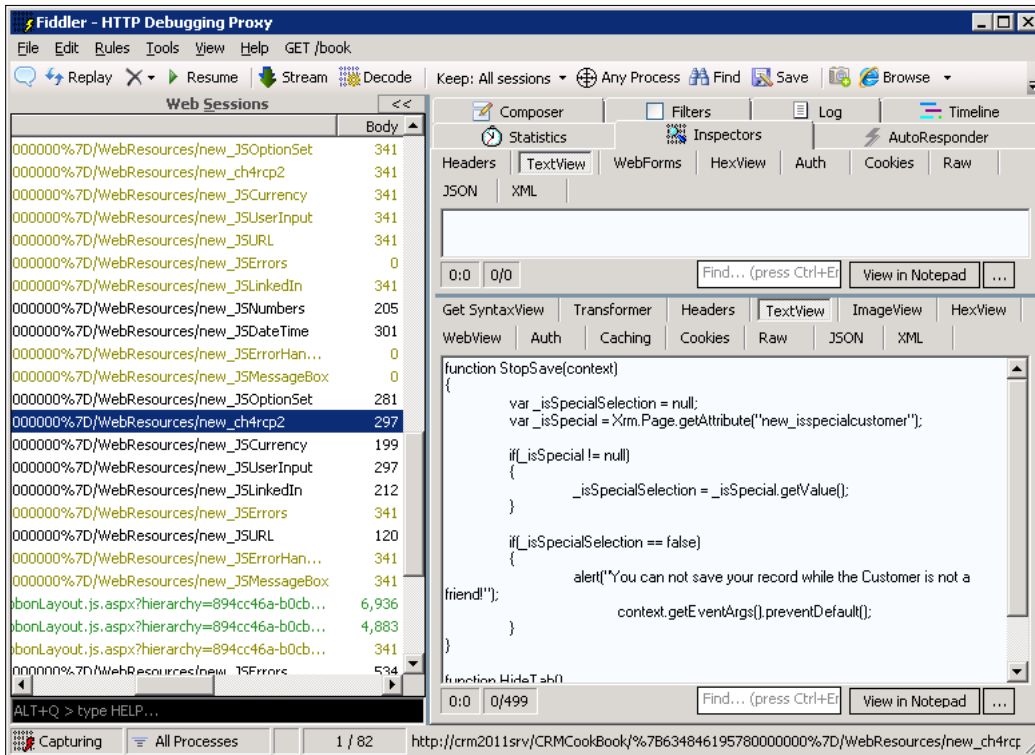 Fiddler - HTTP Debugging Proxy
File Edit Rules Tools View Help GET /book
Replay Resume Stream Decode Keep: All sessions Any Process Find Save Browse
Web Sessions <<
Body
000000%7D/WebResources/new_JSOptionSet 341
000000%7D/WebResources/new_ch4rcp2 341
000000%7D/WebResources/new_JSCurrency 341
000000%7D/WebResources/new_JSUserInput 341
000000%7D/WebResources/new_JSURL 341
000000%7D/WebResources/new_JSErrors 0
000000%7D/WebResources/new_JSLinkedIn 341
000000%7D/WebResources/new_JSNumbers 205
000000%7D/WebResources/new_JSDateTime 301
000000%7D/WebResources/new_JSErrorHan... 0
000000%7D/WebResources/new_JSMessageBox 0
000000%7D/WebResources/new_JSOptionSet 281
000000%7D/WebResources/new_ch4rcp2 297
000000%7D/WebResources/new_JSCurrency 199
000000%7D/WebResources/new_JSUserInput 297
000000%7D/WebResources/new_JSLinkedIn 212
000000%7D/WebResources/new_JSErrors 341
000000%7D/WebResources/new_JSURL 120
000000%7D/WebResources/new_JSErrorHan... 341
000000%7D/WebResources/new_JSMessageBox 341
bonLayout.js.aspx?hierarchy=894cc46a-b0cb... 6,936
bonLayout.js.aspx?hierarchy=894cc46a-b0cb... 4,883
bonLayout.js.aspx?hierarchy=894cc46a-b0cb... 341
000000%7D/WebResources/new_JSErrors 534
ALT+Q > type HELP...
Composer Filters Log Timeline
Statistics Inspectors AutoResponder
Headers TextView WebForms HexView Auth Cookies Raw
JSON XML
0:0 0/0 Find... (press Ctrl+Er View in Notepad ...
Get SyntaxView Transformer Headers TextView ImageView HexView
WebView Auth Caching Cookies Raw JSON XML
function StopSave(context)
{
var _isSpecialSelection = null;
var _isSpecial = Xrm.Page.getAttribute("new_isspecialcustomer");
if(_isSpecial != null)
{
_isSpecialSelection = _isSpecial.getValue();
}
if(_isSpecialSelection == false)
{
alert("You can not save your record while the Customer is not a
friend!");
context.getEventArgs().preventDefault();
}
}
function HideTab()
0:0 0/499 Find... (press Ctrl+Er View in Notepad ...
Capturing All Processes 1 / 82 http://crm2011srv/CRMCookBook/%7B634846195780000000%7D/WebResources/new_ch4rcp